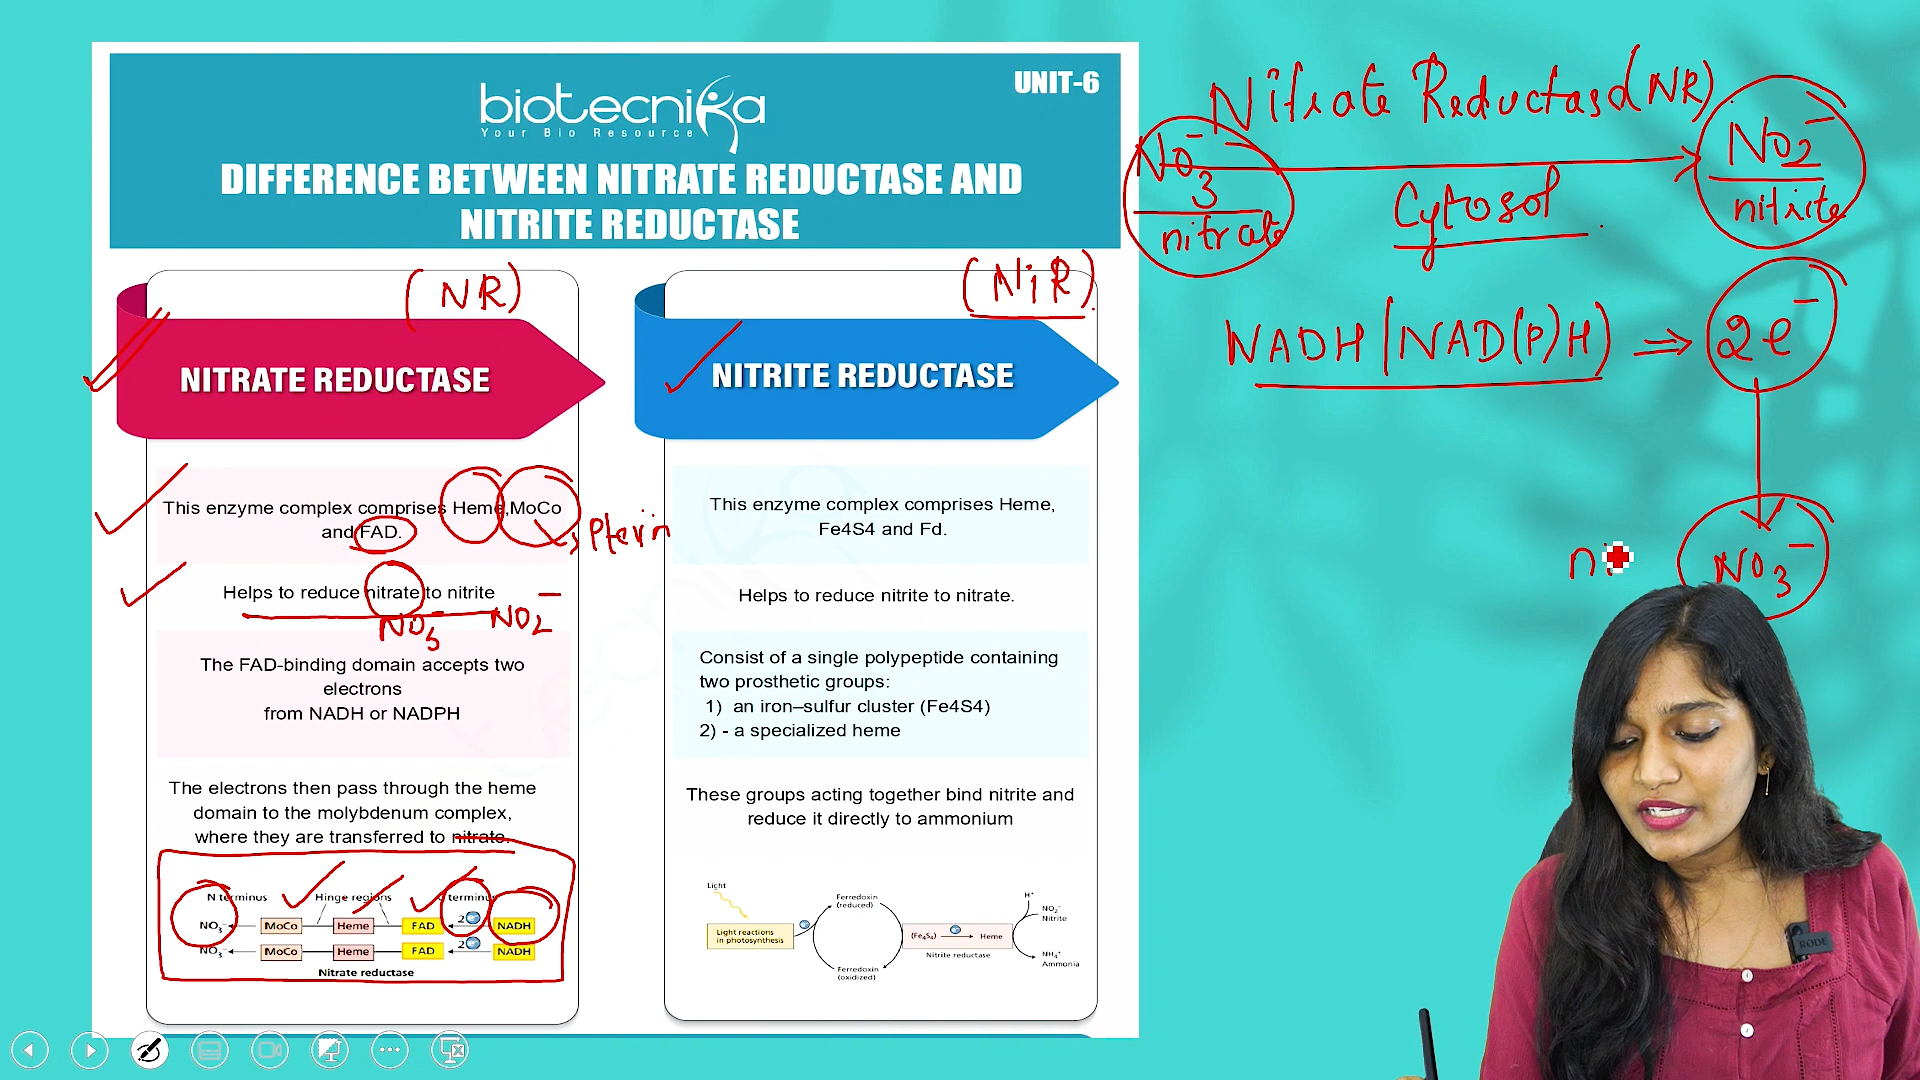 UNIT-6
biotecnika
Your Bio Resource
DIFFERENCE BETWEEN NITRATE REDUCTASE AND
NITRITE REDUCTASE
(NR)
NITRATE REDUCTASE
This enzyme complex comprises Heme,MoCo
and FAD.
Pterin
Helps to reduce nitrate to nitrite
NO3- NO2-
The FAD-binding domain accepts two
electrons
from NADH or NADPH
The electrons then pass through the heme
domain to the molybdenum complex,
where they are transferred to nitrate.
N terminus Hinge regions terminus
NO3- MoCo Heme FAD 2 NADH
NO3- MoCo Heme FAD 2 NADH
Nitrate reductase
(NiR)
NITRITE REDUCTASE
This enzyme complex comprises Heme,
Fe4S4 and Fd.
Helps to reduce nitrite to nitrate.
Consist of a single polypeptide containing
two prosthetic groups:
1) an iron–sulfur cluster (Fe4S4)
2) - a specialized heme
These groups acting together bind nitrite and
reduce it directly to ammonium
Light
Light reactions
in photosynthesis
Ferredoxin
(reduced)
Ferredoxin
(oxidized)
(Fe4S4) Heme
Nitrite reductase
H+
NO2-
Nitrite
NH4+
Ammonia
Nitrate Reductase(NR)
NO3-
nitrate
Cytosol
NO2-
nitrite
NADH/NAD(P)H) ⇒ 2e-
NO3-
RODE